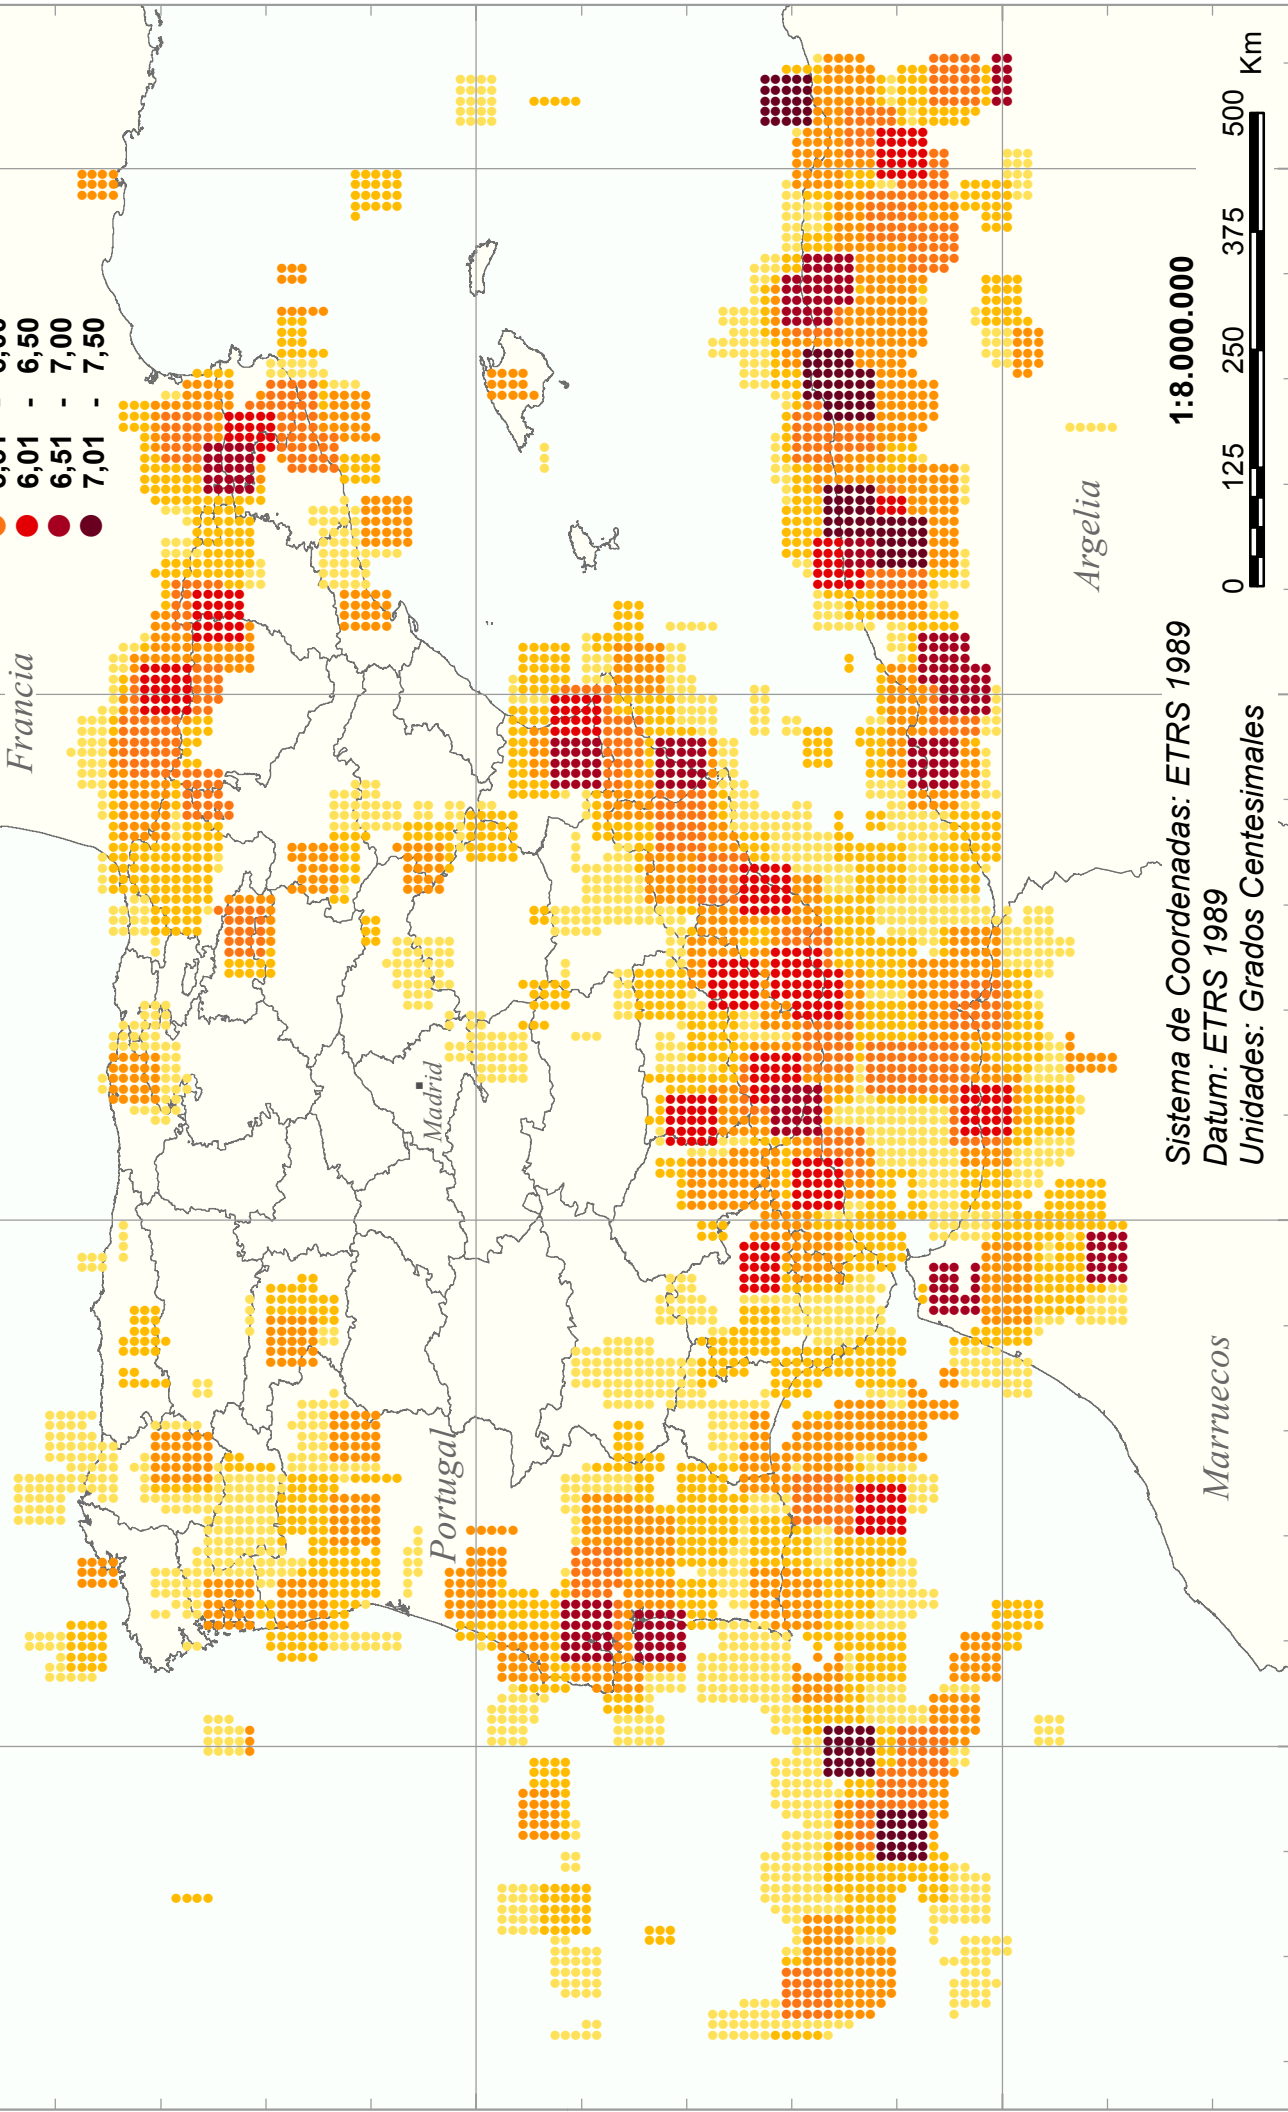 6,01 - 6,50
6,51 - 7,00
7,01 - 7,50
Francia
Madrid
Portugal
Argelia
Marruecos
1:8.000.000
0 125 250 375 500 Km
Sistema de Coordenadas: ETRS 1989
Datum: ETRS 1989
Unidades: Grados Centesimales